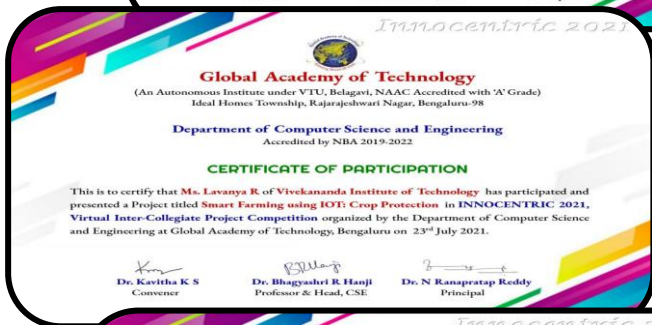 Innocentric 2021
Global Academy of Technology
(An Autonomous Institute under VTU, Belagavi, NAAC Accredited with 'A' Grade)
Ideal Homes Township, Rajarajeshwari Nagar, Bengaluru-98
Department of Computer Science and Engineering
Accredited by NBA 2019-2022
CERTIFICATE OF PARTICIPATION
This is to certify that Ms. Lavanya R of Vivekananda Institute of Technology has participated and
presented a Project titled Smart Farming using IOT: Crop Protection in INNOCENTRIC 2021,
Virtual Inter-Collegiate Project Competition organized by the Department of Computer Science
and Engineering at Global Academy of Technology, Bengaluru on 23rd July 2021.
Dr. Kavitha K S Dr. Bhagyashri R Hanji Dr. N Ranapratap Reddy
Convener Professor & Head, CSE Principal